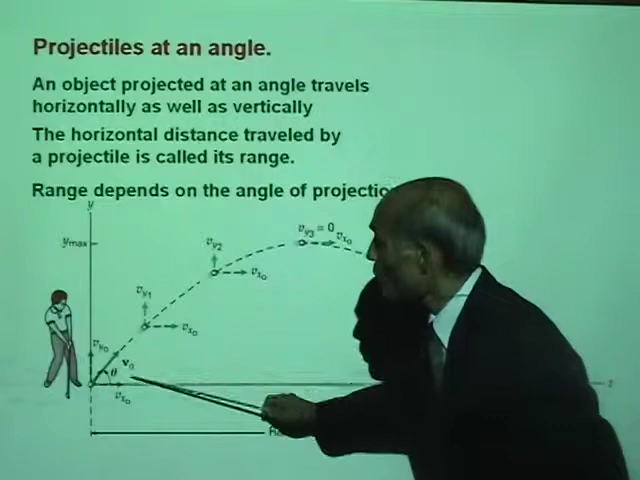 Projectiles at an angle.
An object projected at an angle travels
horizontally as well as vertically
The horizontal distance traveled by
a projectile is called its range.
Range depends on the angle of projectio
y
ymax
vy3 = 0
vx0
vy2
vx0
vy1
vx0
vy0
v0
θ
vx0